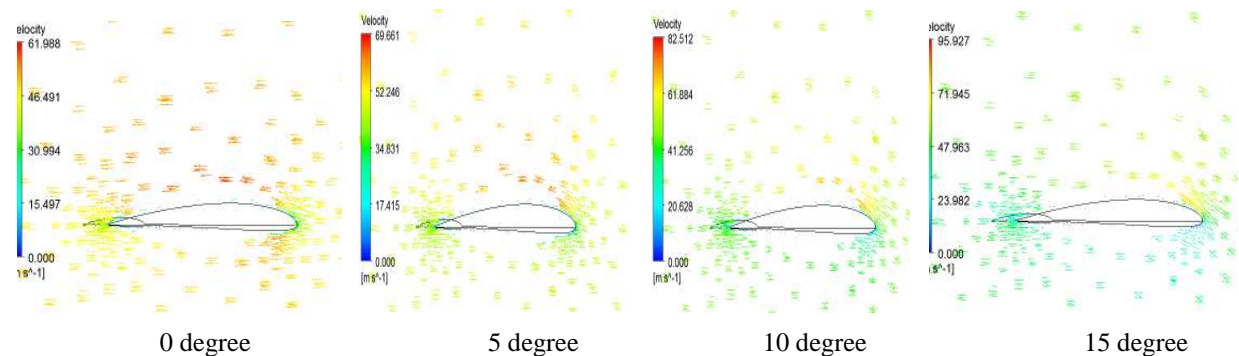 Velocity
61.988
46.491
30.994
15.497
0.000
[m s^-1]
0 degree
Velocity
69.661
52.246
34.831
17.415
0.000
[m s^-1]
5 degree
Velocity
82.512
61.884
41.256
20.628
0.000
[m s^-1]
10 degree
Velocity
95.927
71.945
47.963
23.982
0.000
[m s^-1]
15 degree